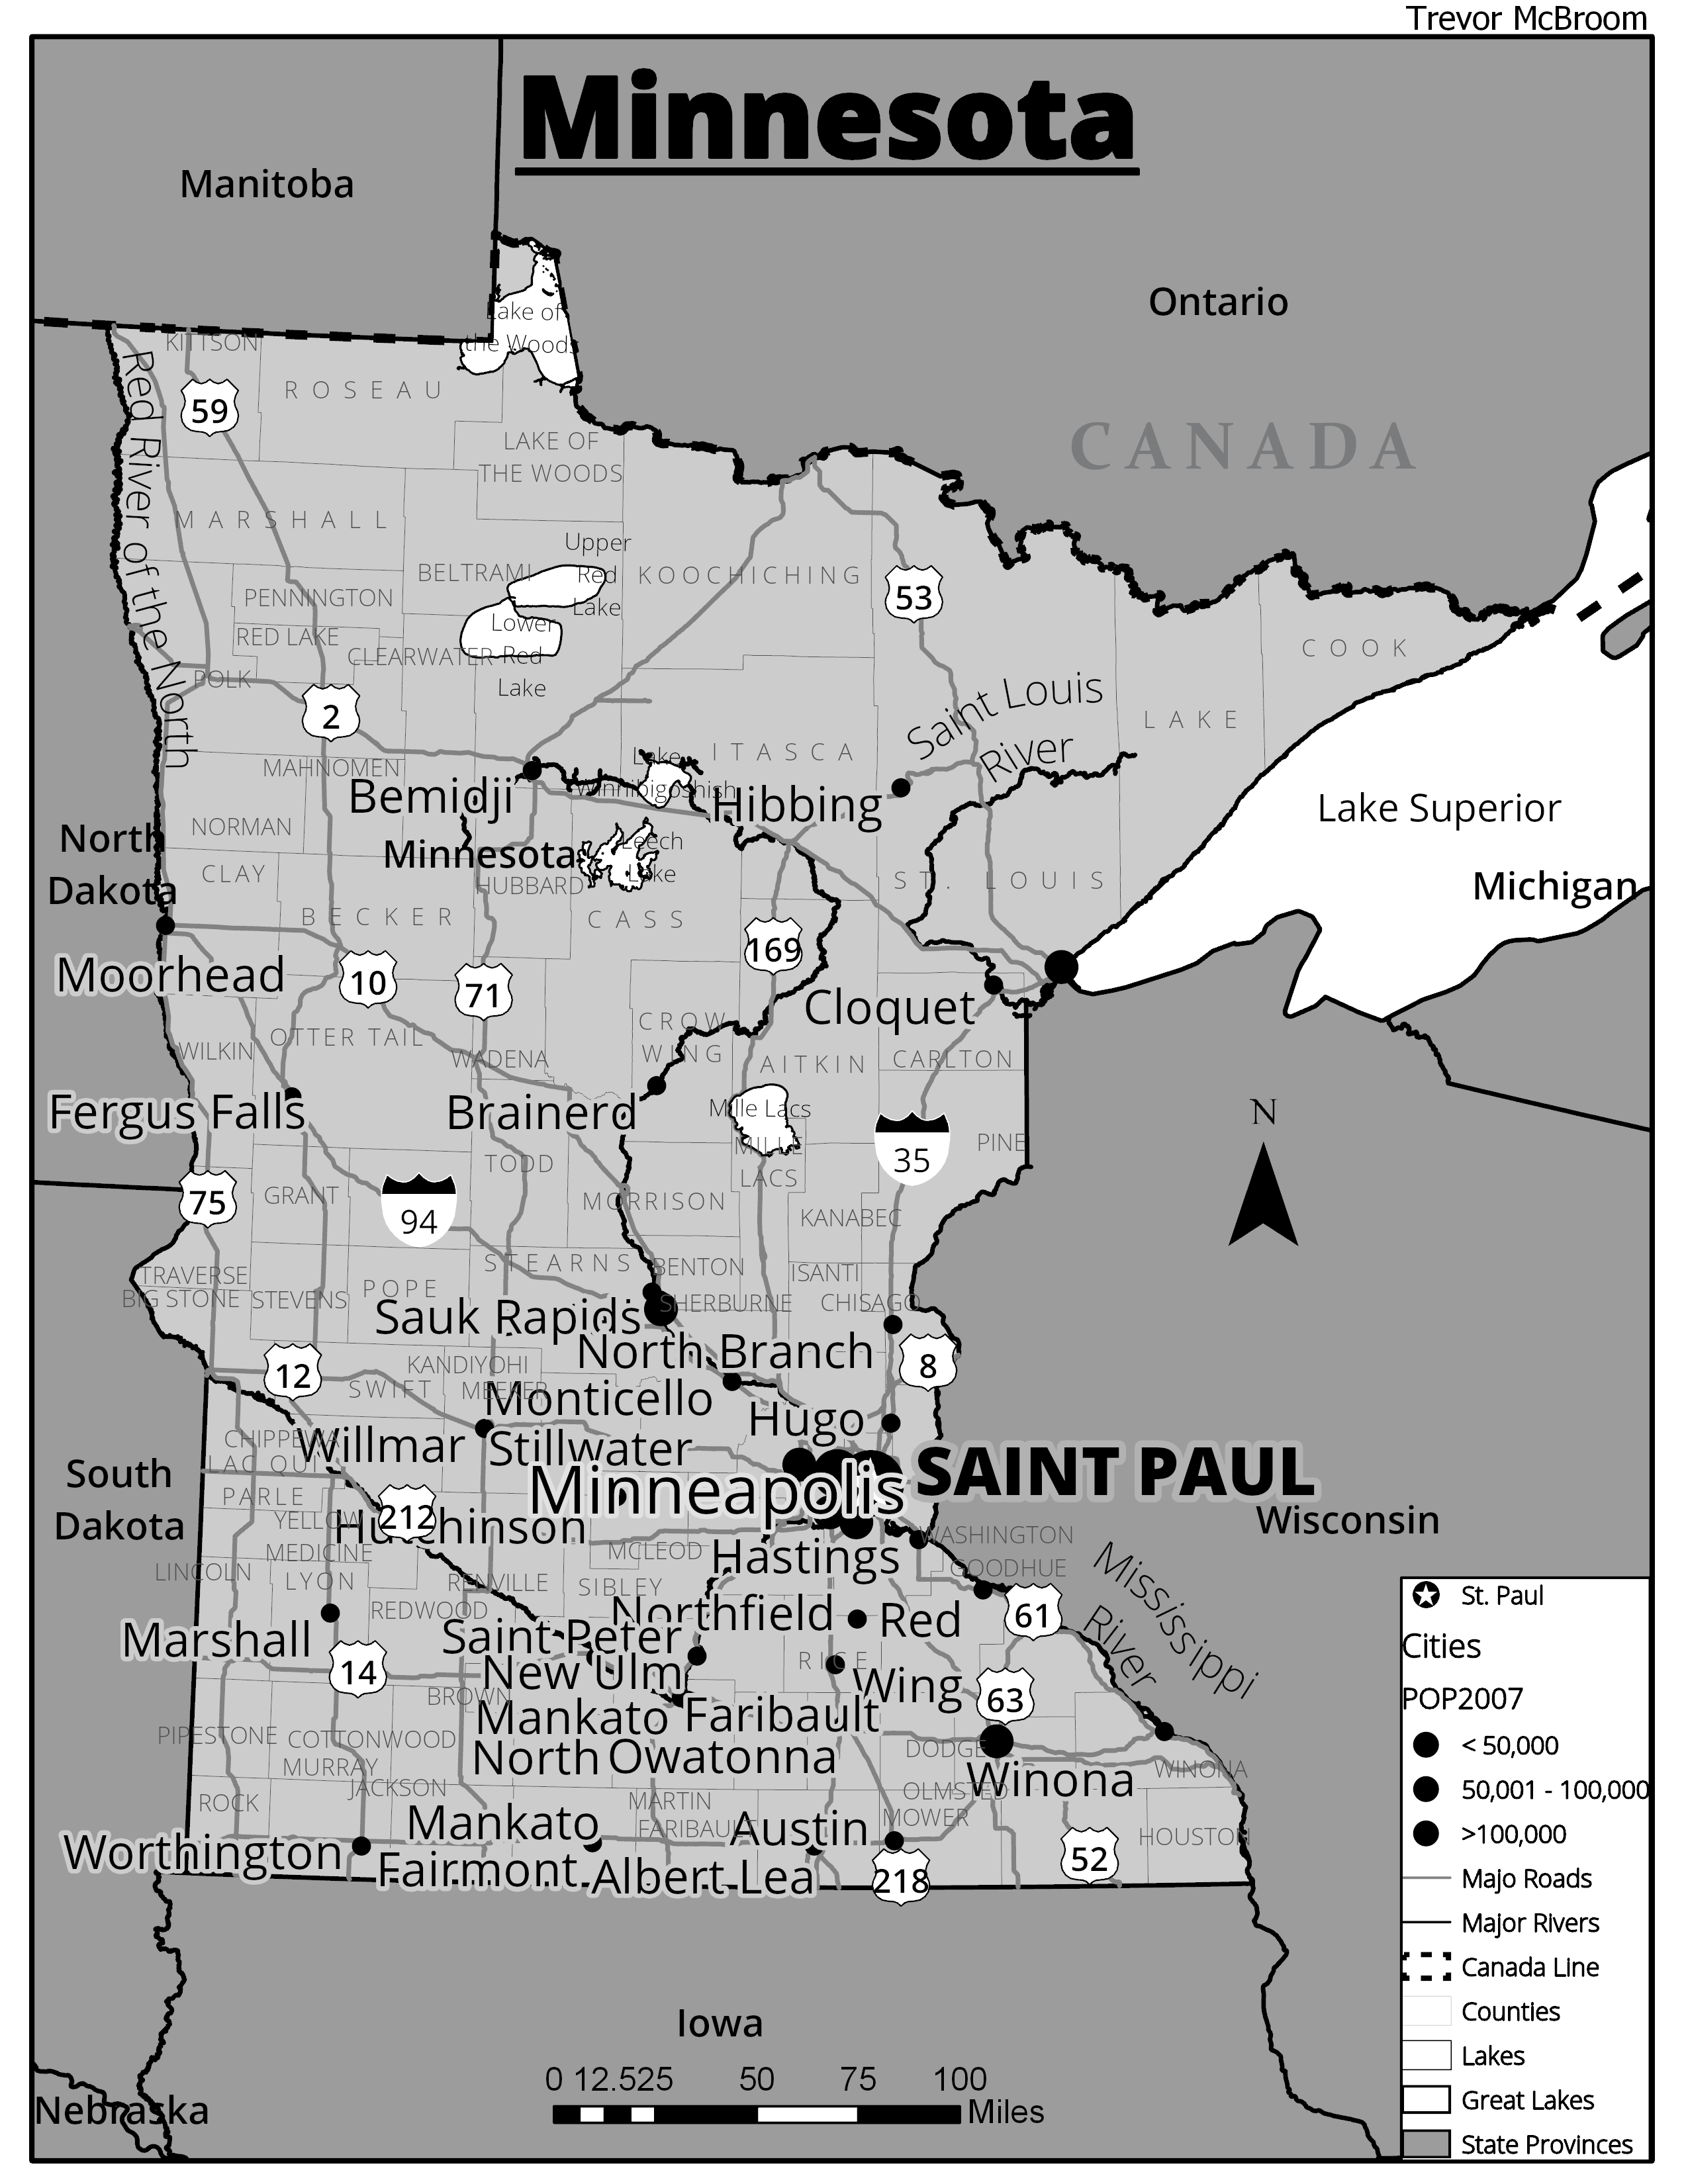 Trevor McBroom
Minnesota
Manitoba
Ontario
CANADA
Lake of
the Woods
KITTSON
ROSEAU
59
Red River of the North
LAKE OF
THE WOODS
MARSHALL
Upper
Red
Lake
BELTRAMI
KOOCHICHING
53
PENNINGTON
Lower
Red
Lake
RED LAKE
CLEARWATER
COOK
POLK
2
Saint Louis
River
LAKE
MAHNOMEN
Bemidji
Lake
Winnibigoshish
ITASCA
Hibbing
Lake Superior
NORMAN
North
Dakota
Minnesota
Leech
Lake
CLAY
HUBBARD
ST. LOUIS
Michigan
BECKER
CASS
169
Moorhead
10
71
Cloquet
CROW
WING
OTTER TAIL
WILKIN
WADENA
AITKIN
CARLTON
Fergus Falls
Brainerd
Mille Lacs
N
MILLE
LACS
35
PINE
TODD
75
GRANT
94
MORRISON
KANABEC
STEARNS
BENTON
ISANTI
TRAVERSE
BIG STONE
STEVENS
POPE
SHERBURNE
CHISAGO
Sauk Rapids
North Branch
12
8
KANDIYOHI
SWIFT
MEEKER
Monticello
Hugo
CHIPPEWA
Willmar
Stillwater
LAC QUI
PARLE
South
Dakota
Minneapolis
SAINT PAUL
Wisconsin
YELLOW
MEDICINE
212
Hutchinson
WASHINGTON
MCLEOD
Hastings
GOODHUE
LINCOLN
LYON
RENVILLE
SIBLEY
Mississippi
River
REDWOOD
Northfield
Red
Wing
61
Marshall
Saint Peter
14
New Ulm
RICE
63
BROWN
Mankato
Faribault
PIPESTONE
COTTONWOOD
North
Mankato
Owatonna
DODGE
MURRAY
WINONA
Winona
JACKSON
OLMSTED
ROCK
MARTIN
MOWER
FARIBAULT
Austin
HOUSTON
Worthington
Fairmont
Albert Lea
218
52
Iowa
Nebraska
0 12.525 50 75 100
Miles
St. Paul
Cities
POP2007
< 50,000
50,001 - 100,000
>100,000
Majo Roads
Major Rivers
Canada Line
Counties
Lakes
Great Lakes
State Provinces